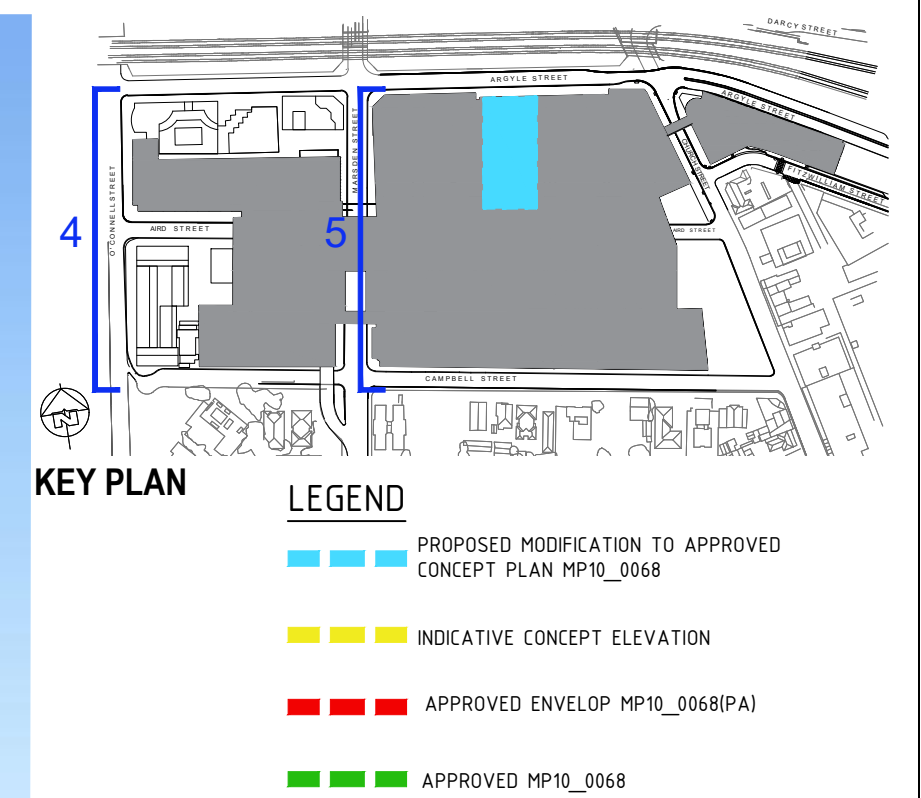 DARCY STREET
ARGYLE STREET
ARGYLE STREET
MARSDEN STREET
CHURCH STREET
FITZWILLIAM STREET
O'CONNELL STREET
4
AIRD STREET
5
AIRD STREET
CAMPBELL STREET
N
KEY PLAN
LEGEND
PROPOSED MODIFICATION TO APPROVED
CONCEPT PLAN MP10_0068
INDICATIVE CONCEPT ELEVATION
APPROVED ENVELOP MP10_0068(PA)
APPROVED MP10_0068